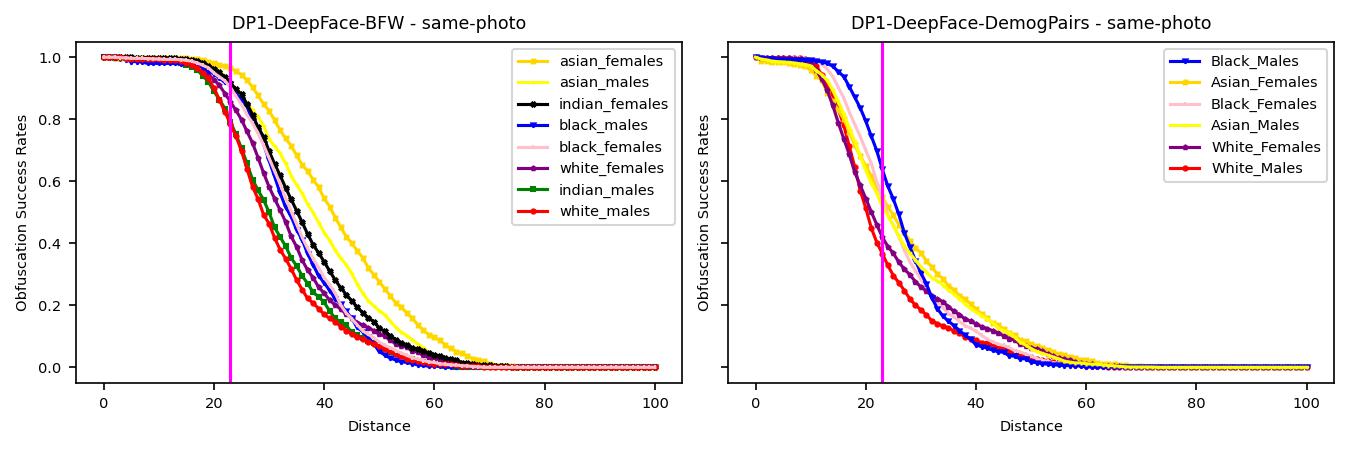 DP1-DeepFace-BFW - same-photo
Obfuscation Success Rates
1.0
0.8
0.6
0.4
0.2
0.0
0
20
40
60
80
100
Distance
asian_females
asian_males
indian_females
black_males
black_females
white_females
indian_males
white_males
DP1-DeepFace-DemogPairs - same-photo
Obfuscation Success Rates
0
20
40
60
80
100
Distance
Black_Males
Asian_Females
Black_Females
Asian_Males
White_Females
White_Males